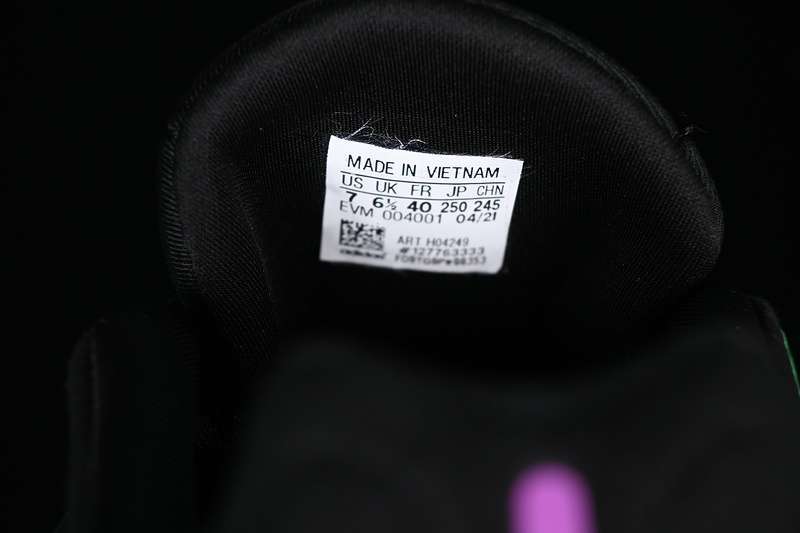 MADE IN VIETNAM
US UK FR JP CHN
7 6½ 40 250 245
EVM 004001 04/21
ART H04249
#127763333
adidas